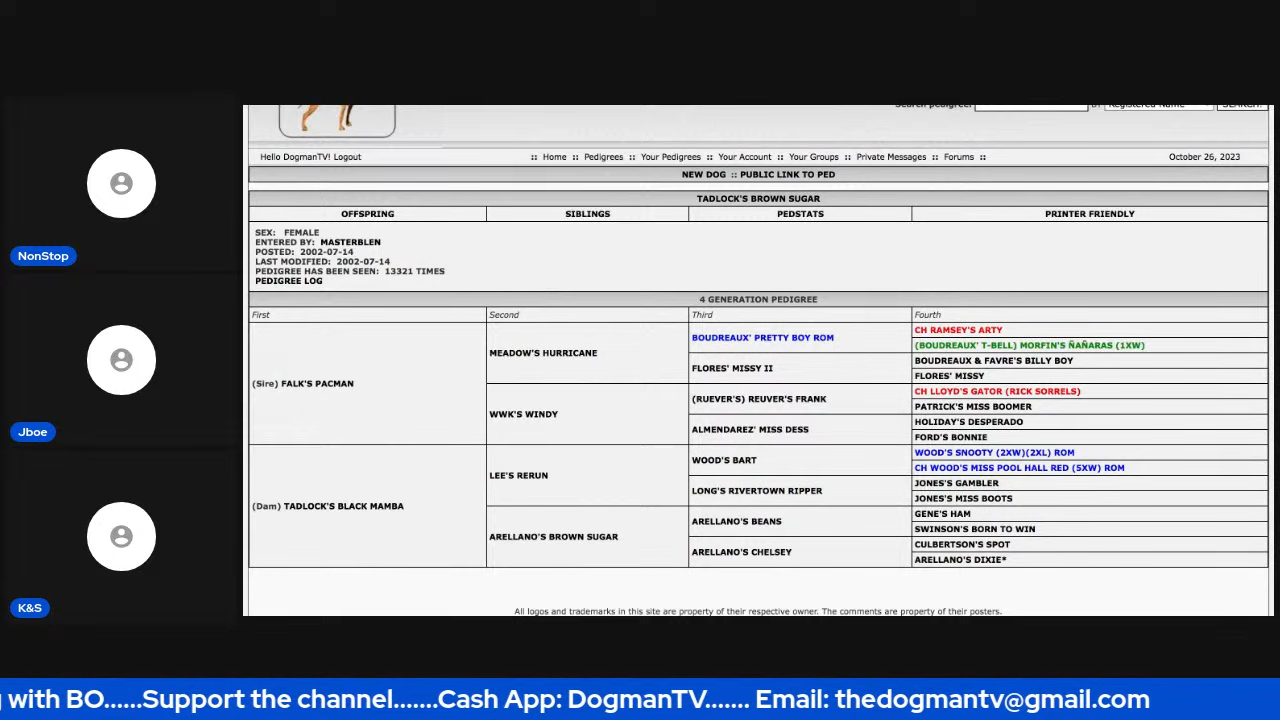 Search pedigree:
by
Registered Name
SEARCH!
Hello DogmanTV! Logout
:: Home :: Pedigrees :: Your Pedigrees :: Your Account :: Your Groups :: Private Messages :: Forums ::
October 26, 2023
NEW DOG :: PUBLIC LINK TO PED
TADLOCK'S BROWN SUGAR
OFFSPRING SIBLINGS PEDSTATS PRINTER FRIENDLY
SEX: FEMALE
ENTERED BY: MASTERBLEN
POSTED: 2002-07-14
LAST MODIFIED: 2002-07-14
PEDIGREE HAS BEEN SEEN: 13321 TIMES
PEDIGREE LOG
4 GENERATION PEDIGREE
First Second Third Fourth
(Sire) FALK'S PACMAN
MEADOW'S HURRICANE
WWK'S WINDY
BOUDREAUX' PRETTY BOY ROM
FLORES' MISSY II
(RUEVER'S) REUVER'S FRANK
ALMENDAREZ' MISS DESS
CH RAMSEY'S ARTY
(BOUDREAUX' T-BELL) MORFIN'S ÑAÑARAS (1XW)
BOUDREAUX & FAVRE'S BILLY BOY
FLORES' MISSY
CH LLOYD'S GATOR (RICK SORRELS)
PATRICK'S MISS BOOMER
HOLIDAY'S DESPERADO
FORD'S BONNIE
(Dam) TADLOCK'S BLACK MAMBA
LEE'S RERUN
ARELLANO'S BROWN SUGAR
WOOD'S BART
LONG'S RIVERTOWN RIPPER
ARELLANO'S BEANS
ARELLANO'S CHELSEY
WOOD'S SNOOTY (2XW)(2XL) ROM
CH WOOD'S MISS POOL HALL RED (5XW) ROM
JONES'S GAMBLER
JONES'S MISS BOOTS
GENE'S HAM
SWINSON'S BORN TO WIN
CULBERTSON'S SPOT
ARELLANO'S DIXIE*
All logos and trademarks in this site are property of their respective owner. The comments are property of their posters.
NonStop
Jboe
K&S
with BO......Support the channel.......Cash App: DogmanTV....... Email: thedogmantv@gmail.com